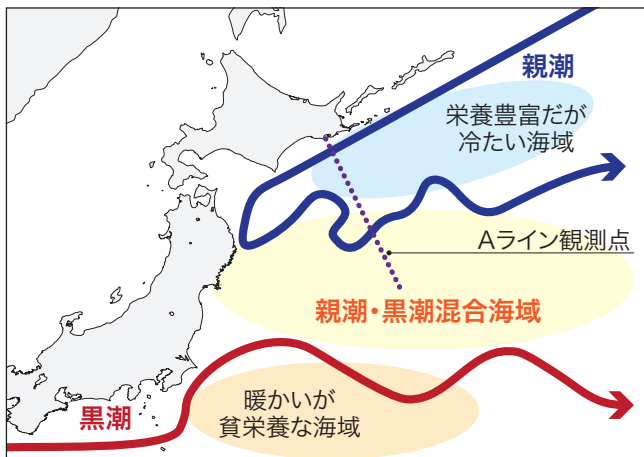 親潮
栄養豊富だが
冷たい海域
Aライン観測点
親潮・黒潮混合海域
黒潮
暖かいが
貧栄養な海域